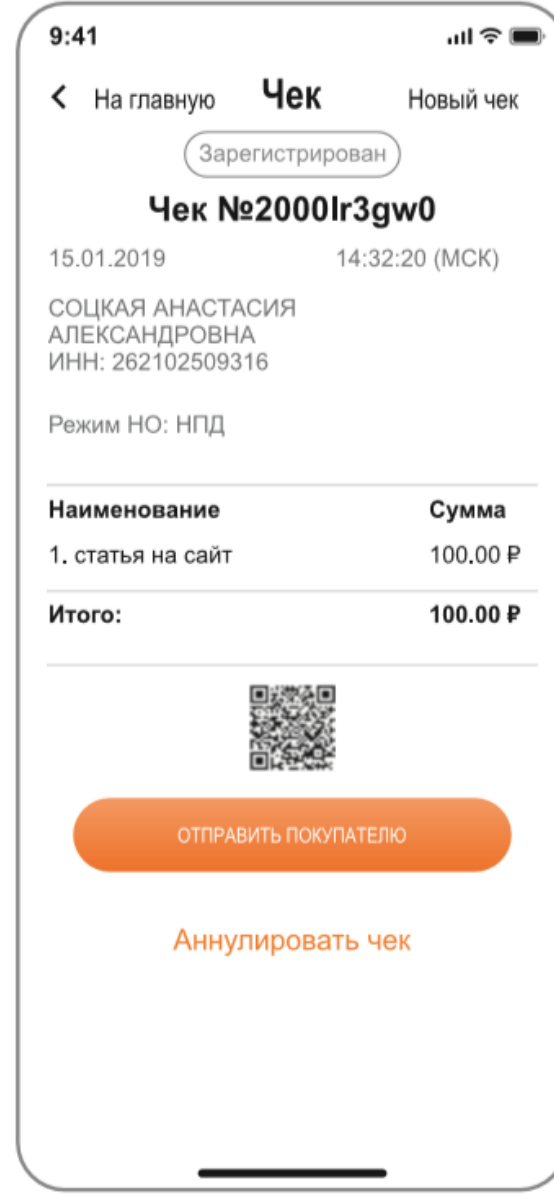 9:41
На главную Чек Новый чек
Зарегистрирован
Чек №2000lr3gw0
15.01.2019 14:32:20 (МСК)
СОЦКАЯ АНАСТАСИЯ
АЛЕКСАНДРОВНА
ИНН: 262102509316
Режим НО: НПД
Наименование Сумма
1. статья на сайт 100.00 ₽
Итого: 100.00 ₽
ОТПРАВИТЬ ПОКУПАТЕЛЮ
Аннулировать чек